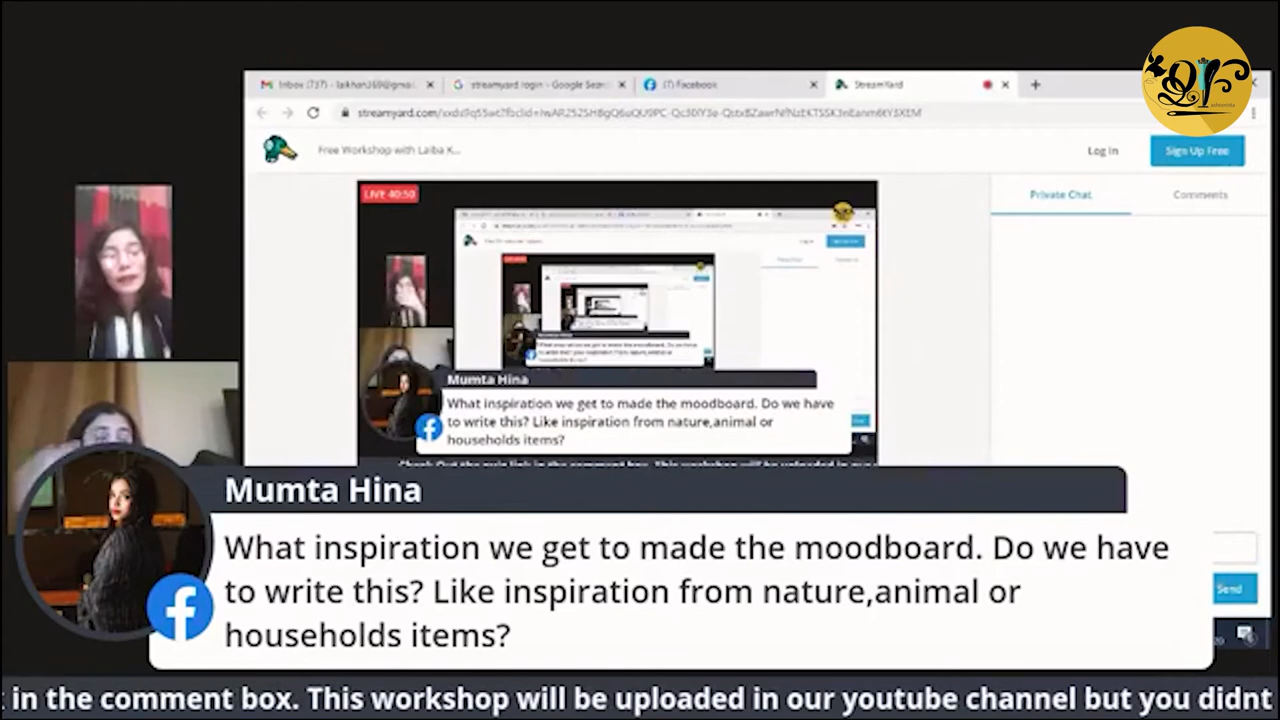 Inbox (737) - laikhan369@gmai.
streamyard login - Google Sear
(7) Facebook
StreamYard
Free Workshop with Laiba K...
Log In
Sign Up Free
LIVE 40:50
Private Chat
Comments
Mumta Hina
What inspiration we get to made the moodboard. Do we have
to write this? Like inspiration from nature,animal or
households items?
Mumta Hina
What inspiration we get to made the moodboard. Do we have
to write this? Like inspiration from nature,animal or
households items?
Send
in the comment box. This workshop will be uploaded in our youtube channel but you didnt